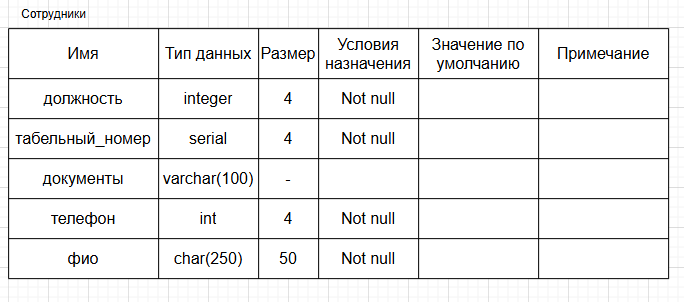 Сотрудники
Имя Тип данных Размер Условия назначения Значение по умолчанию Примечание
должность integer 4 Not null
табельный_номер serial 4 Not null
документы varchar(100) -
телефон int 4 Not null
фио char(250) 50 Not null